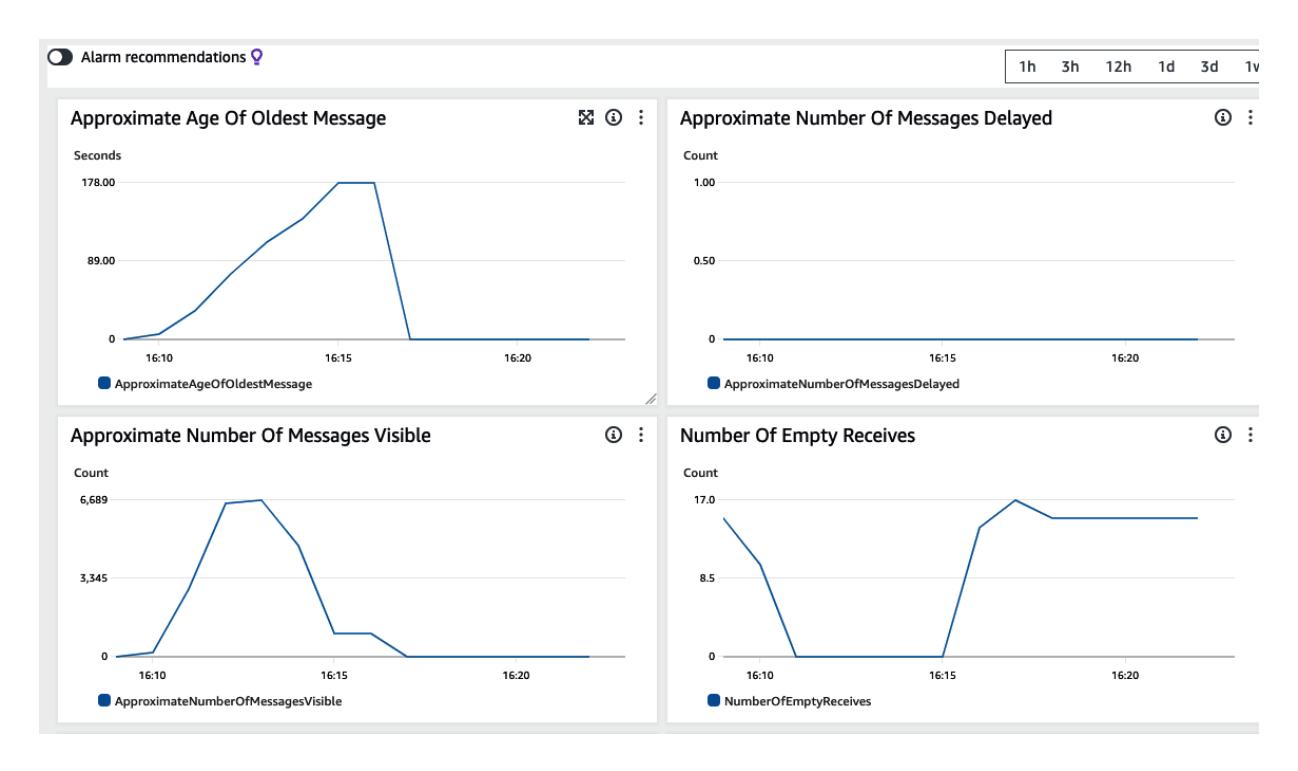 Alarm recommendations
1h 3h 12h 1d 3d 1w
Approximate Age Of Oldest Message
Seconds
178.00
89.00
0
16:10 16:15 16:20
ApproximateAgeOfOldestMessage
Approximate Number Of Messages Delayed
Count
1.00
0.50
0
16:10 16:15 16:20
ApproximateNumberOfMessagesDelayed
Approximate Number Of Messages Visible
Count
6,689
3,345
0
16:10 16:15 16:20
ApproximateNumberOfMessagesVisible
Number Of Empty Receives
Count
17.0
8.5
0
16:10 16:15 16:20
NumberOfEmptyReceives